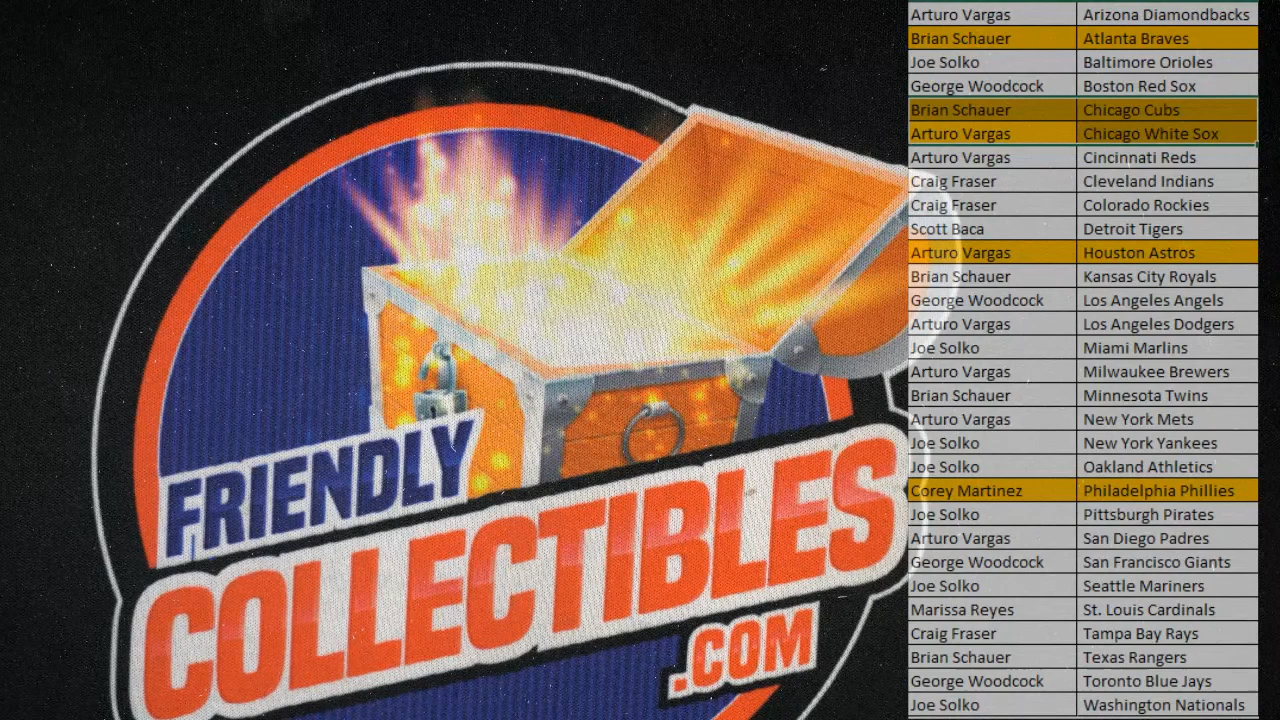 FRIENDLY
COLLECTIBLES
.COM
Arturo Vargas Arizona Diamondbacks
Brian Schauer Atlanta Braves
Joe Solko Baltimore Orioles
George Woodcock Boston Red Sox
Brian Schauer Chicago Cubs
Arturo Vargas Chicago White Sox
Arturo Vargas Cincinnati Reds
Craig Fraser Cleveland Indians
Craig Fraser Colorado Rockies
Scott Baca Detroit Tigers
Arturo Vargas Houston Astros
Brian Schauer Kansas City Royals
George Woodcock Los Angeles Angels
Arturo Vargas Los Angeles Dodgers
Joe Solko Miami Marlins
Arturo Vargas Milwaukee Brewers
Brian Schauer Minnesota Twins
Arturo Vargas New York Mets
Joe Solko New York Yankees
Joe Solko Oakland Athletics
Corey Martinez Philadelphia Phillies
Joe Solko Pittsburgh Pirates
Arturo Vargas San Diego Padres
George Woodcock San Francisco Giants
Joe Solko Seattle Mariners
Marissa Reyes St. Louis Cardinals
Craig Fraser Tampa Bay Rays
Brian Schauer Texas Rangers
George Woodcock Toronto Blue Jays
Joe Solko Washington Nationals